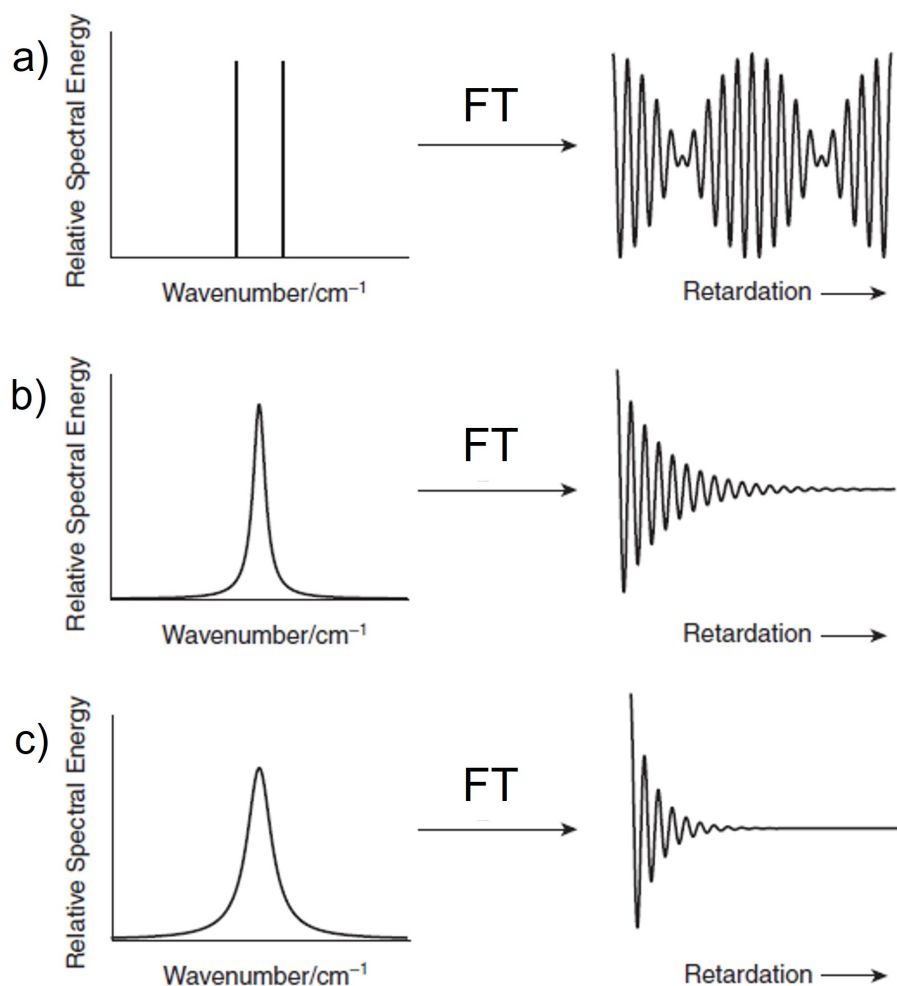 a)
Relative Spectral Energy
FT
Wavenumber/cm⁻¹
Retardation
b)
Relative Spectral Energy
FT
Wavenumber/cm⁻¹
Retardation
c)
Relative Spectral Energy
FT
Wavenumber/cm⁻¹
Retardation